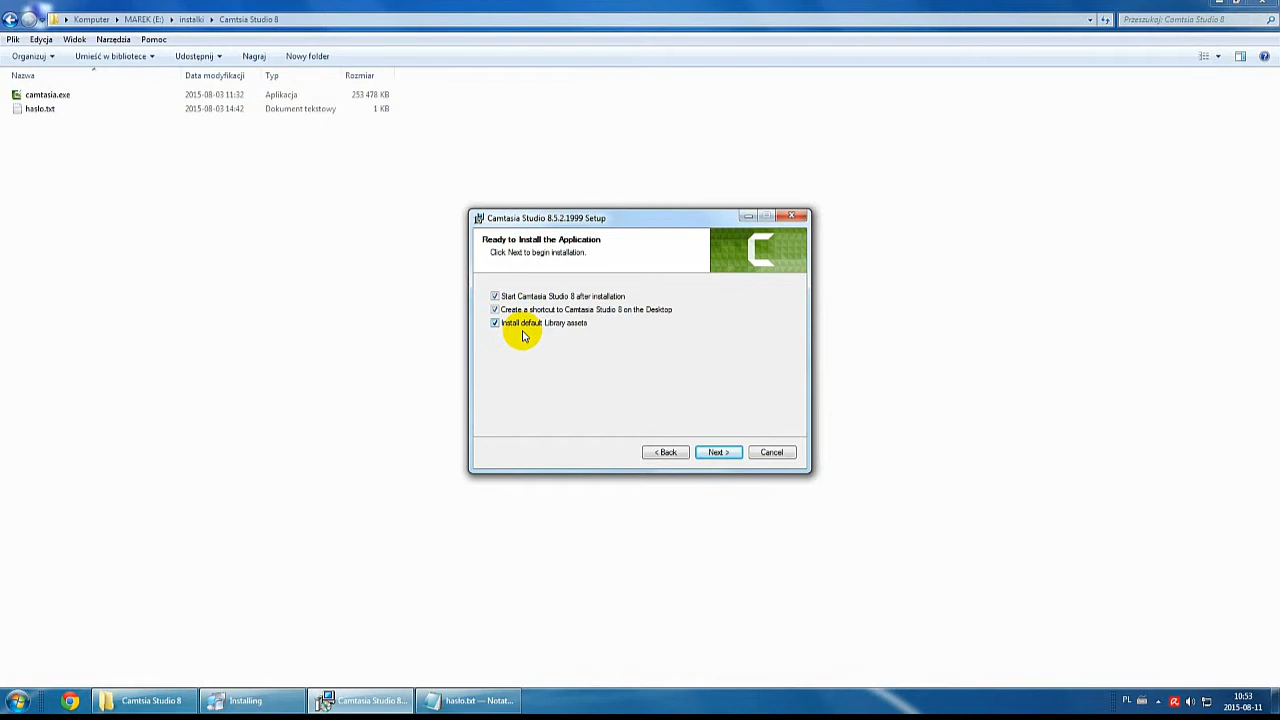 Komputer ▸ MAREK (E:) ▸ instalki ▸ Camtsia Studio 8
Przeszukaj: Camtsia Studio 8
Plik Edycja Widok Narzędzia Pomoc
Organizuj Umieść w bibliotece Udostępnij Nagraj Nowy folder
Nazwa Data modyfikacji Typ Rozmiar
camtasia.exe 2015-08-03 11:32 Aplikacja 253 478 KB
haslo.txt 2015-08-03 14:42 Dokument tekstowy 1 KB
Camtasia Studio 8.5.2.1999 Setup
Ready to Install the Application
Click Next to begin installation.
Start Camtasia Studio 8 after installation
Create a shortcut to Camtasia Studio 8 on the Desktop
Install default Library assets
< Back Next > Cancel
Camtsia Studio 8 Installing Camtasia Studio 8... haslo.txt — Notat... PL 10:53
2015-08-11